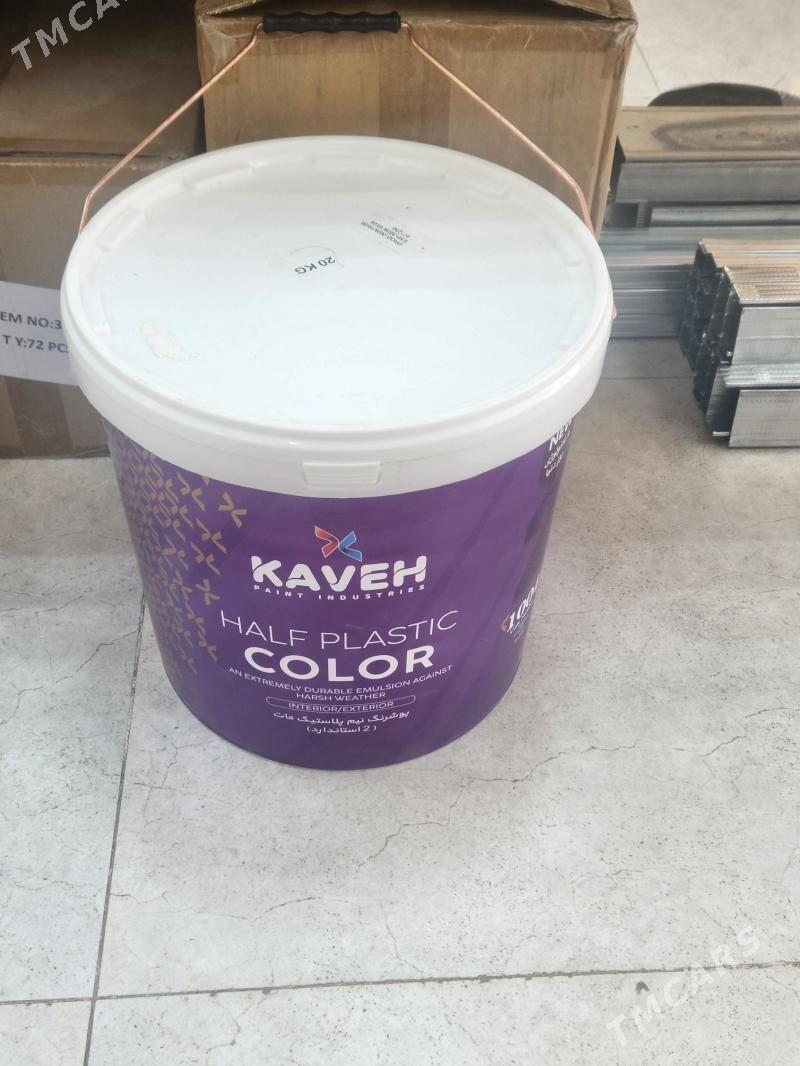 TMCARS
20 KG
EM NO:3
T Y:72 PC
NEW
100
KAVEH
PAINT INDUSTRIES
HALF PLASTIC
COLOR
AN EXTREMELY DURABLE EMULSION AGAINST
HARSH WEATHER
INTERIOR/EXTERIOR
پوشرنگ نیم پلاستیک مات
(2 استاندارد)
TMCARS